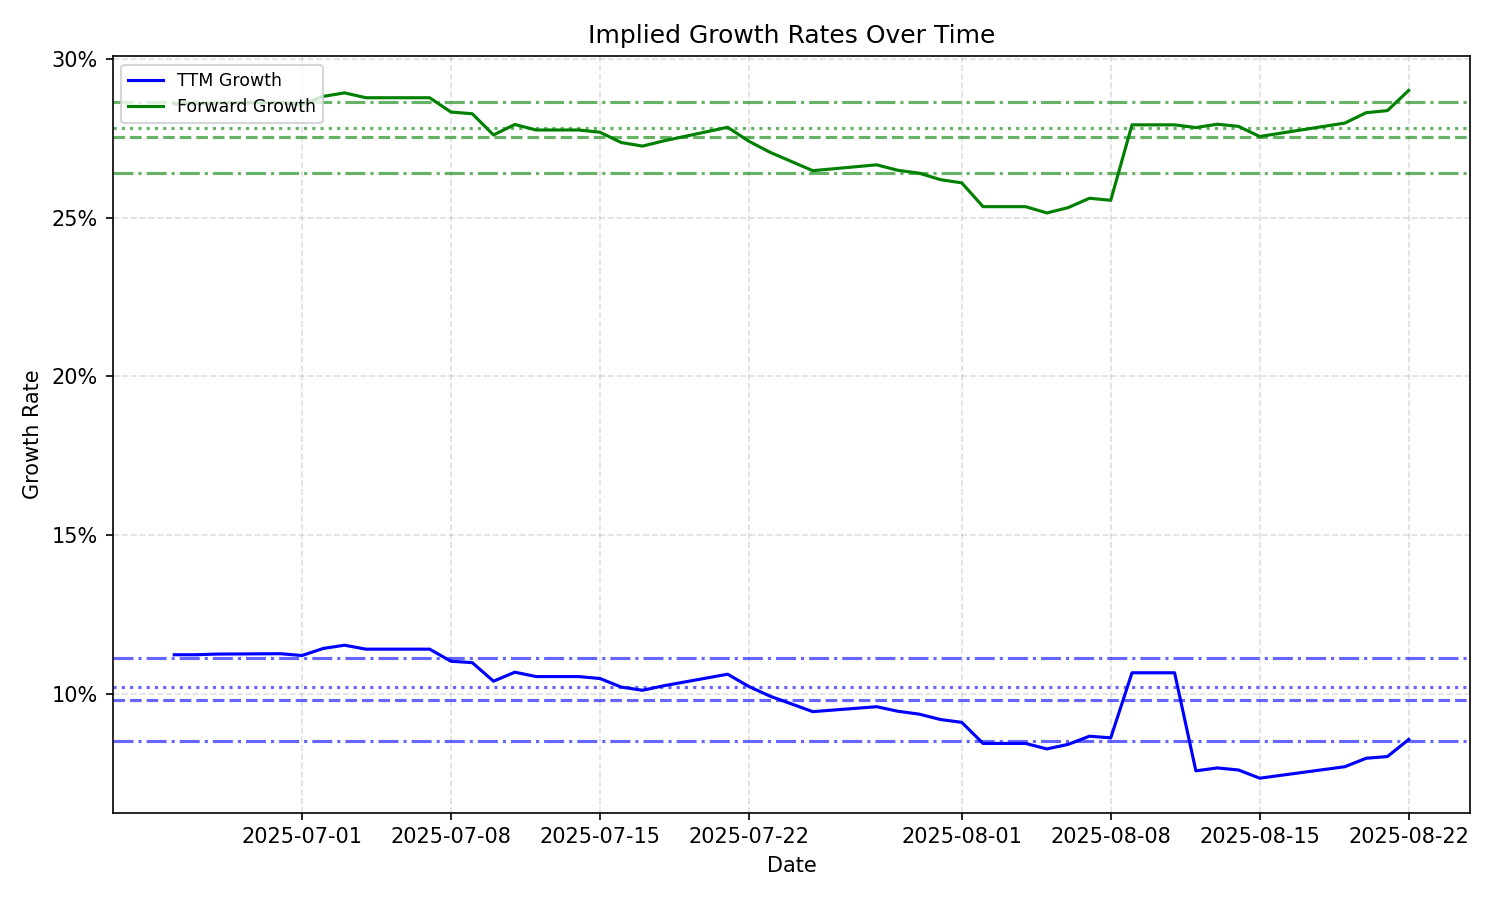 Implied Growth Rates Over Time
TTM Growth
Forward Growth
30%
25%
20%
15%
10%
Growth Rate
2025-07-01 2025-07-08 2025-07-15 2025-07-22 2025-08-01 2025-08-08 2025-08-15 2025-08-22
Date